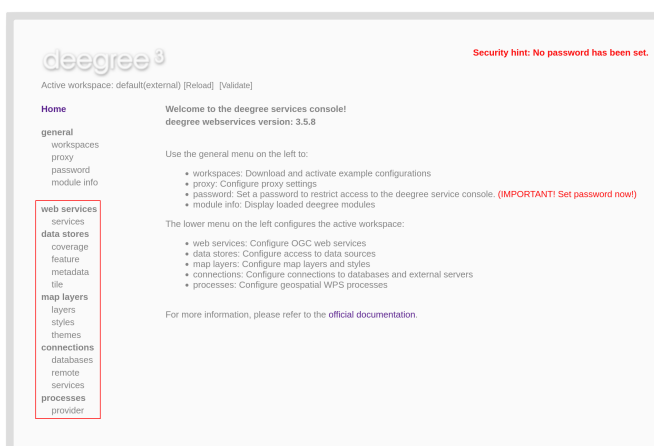 deegree 3
Security hint: No password has been set.
Active workspace: default(external) [Reload] [Validate]
Home
general
workspaces
proxy
password
module info
web services
services
data stores
coverage
feature
metadata
tile
map layers
layers
styles
themes
connections
databases
remote
services
processes
provider
Welcome to the deegree services console!
deegree webservices version: 3.5.8
Use the general menu on the left to:
workspaces: Download and activate example configurations
proxy: Configure proxy settings
password: Set a password to restrict access to the deegree service console. (IMPORTANT! Set password now!)
module info: Display loaded deegree modules
The lower menu on the left configures the active workspace:
web services: Configure OGC web services
data stores: Configure access to data sources
map layers: Configure map layers and styles
connections: Configure connections to databases and external servers
processes: Configure geospatial WPS processes
For more information, please refer to the official documentation.